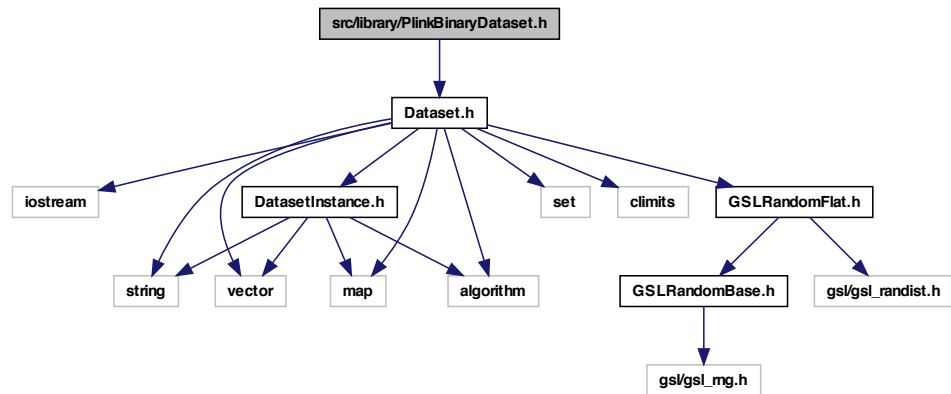 src/library/PlinkBinaryDataset.h
Dataset.h
iostream
DatasetInstance.h
set
climits
GSLRandomFlat.h
string
vector
map
algorithm
GSLRandomBase.h
gsl/gsl_randist.h
gsl/gsl_rng.h